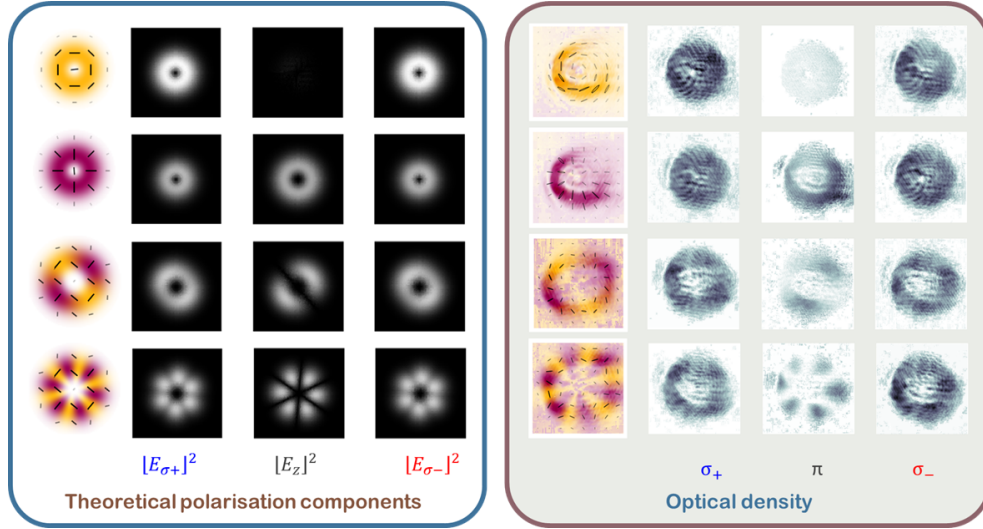 ⌊E_{σ+}⌋² ⌊E_z⌋² ⌊E_{σ−}⌋²
Theoretical polarisation components
σ₊ π σ₋
Optical density